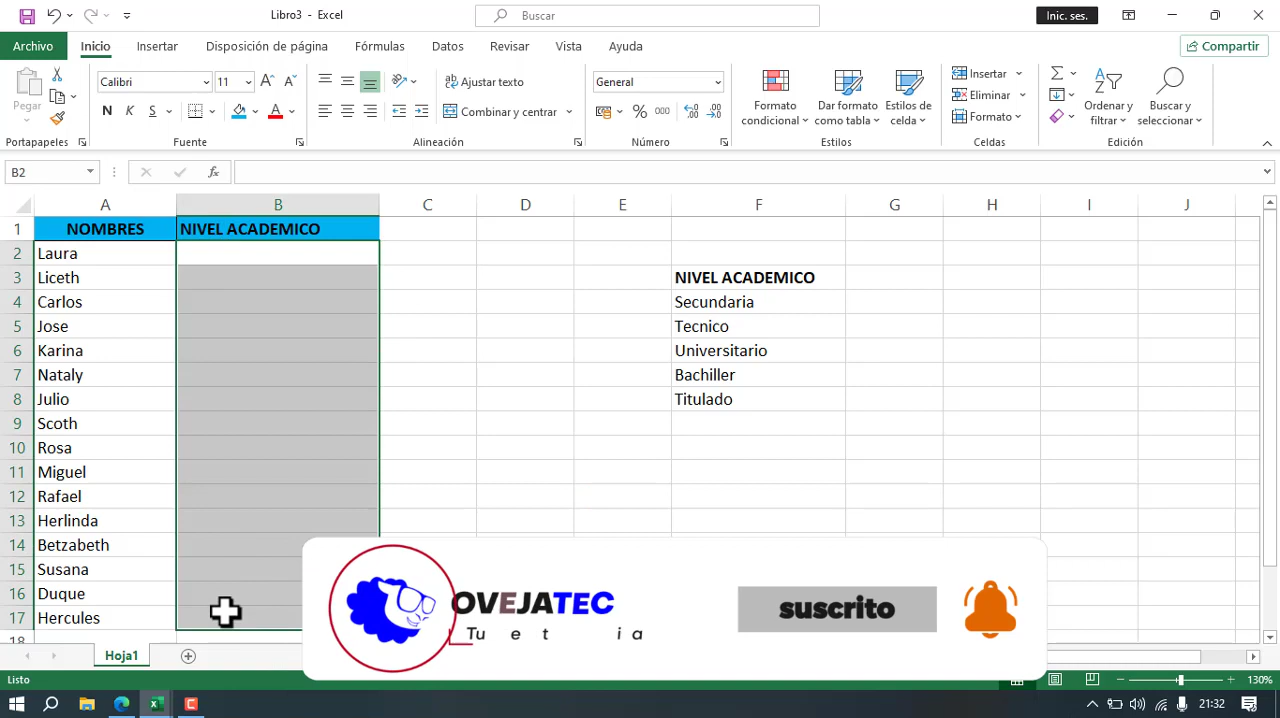 Libro3 - Excel
Buscar
Inic. ses.
Archivo
Inicio
Insertar
Disposición de página
Fórmulas
Datos
Revisar
Vista
Ayuda
Compartir
Pegar
Calibri
11
Ajustar texto
General
Formato condicional
Dar formato como tabla
Estilos de celda
Insertar
Eliminar
Formato
Ordenar y filtrar
Buscar y seleccionar
N K S
Combinar y centrar
% 000
Portapapeles
Fuente
Alineación
Número
Estilos
Celdas
Edición
B2
fx
A B C D E F G H I J
1 NOMBRES NIVEL ACADEMICO
2 Laura
3 Liceth NIVEL ACADEMICO
4 Carlos Secundaria
5 Jose Tecnico
6 Karina Universitario
7 Nataly Bachiller
8 Julio Titulado
9 Scoth
10 Rosa
11 Miguel
12 Rafael
13 Herlinda
14 Betzabeth
15 Susana
16 Duque
17 Hercules
18
OVEJATEC
Tu e t i a
suscrito
Hoja1
Listo
130%
21:32